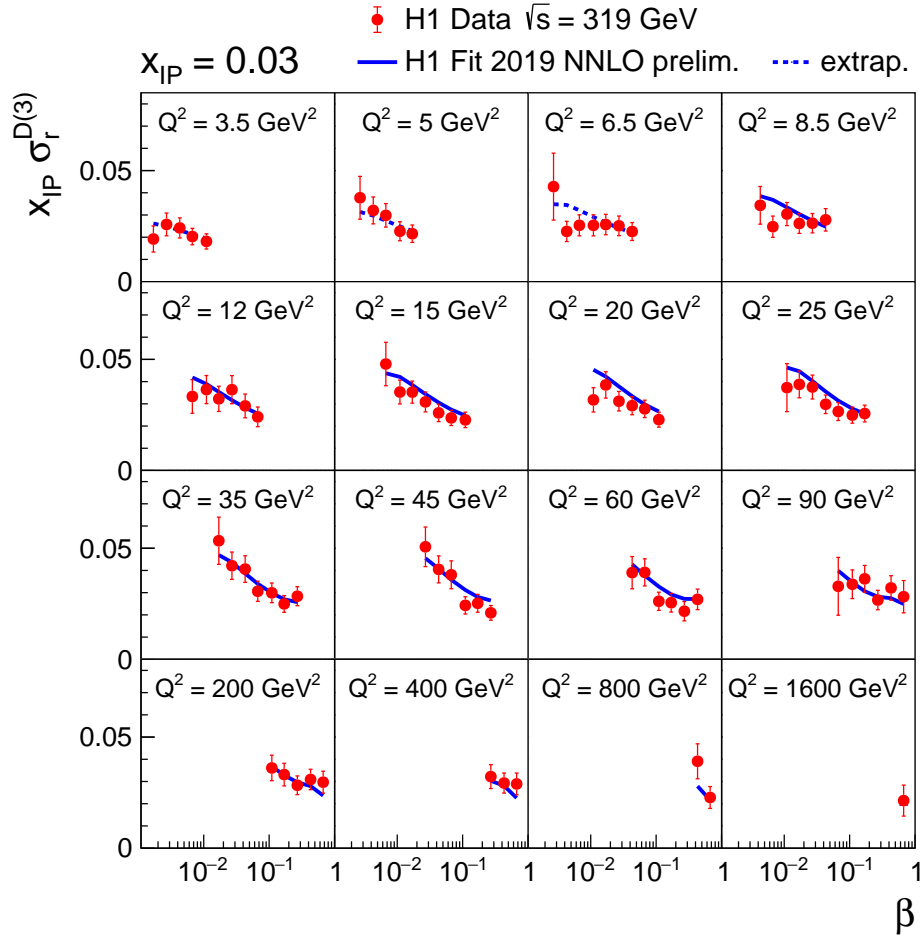 H1 Data √s = 319 GeV
x_IP = 0.03
H1 Fit 2019 NNLO prelim.
extrap.
x_IP σ_r^D(3)
Q² = 3.5 GeV²
Q² = 5 GeV²
Q² = 6.5 GeV²
Q² = 8.5 GeV²
0.05
0
Q² = 12 GeV²
Q² = 15 GeV²
Q² = 20 GeV²
Q² = 25 GeV²
0.05
0
Q² = 35 GeV²
Q² = 45 GeV²
Q² = 60 GeV²
Q² = 90 GeV²
0.05
0
Q² = 200 GeV²
Q² = 400 GeV²
Q² = 800 GeV²
Q² = 1600 GeV²
0.05
0
10⁻² 10⁻¹ 1 10⁻² 10⁻¹ 1 10⁻² 10⁻¹ 1 10⁻² 10⁻¹ 1
β